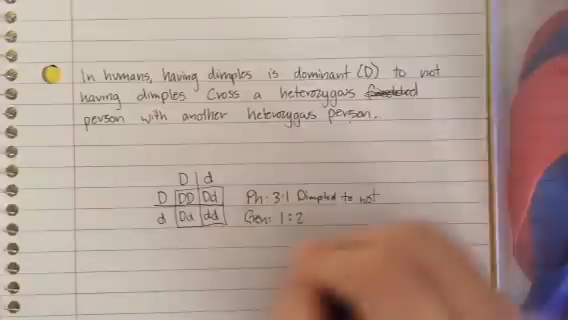 In humans, having dimples is dominant (D) to not
having dimples. Cross a heterozygous
person with another heterozygous person.
D d
D DD Dd Ph: 3:1 Dimpled to not
d Dd dd Gen: 1:2